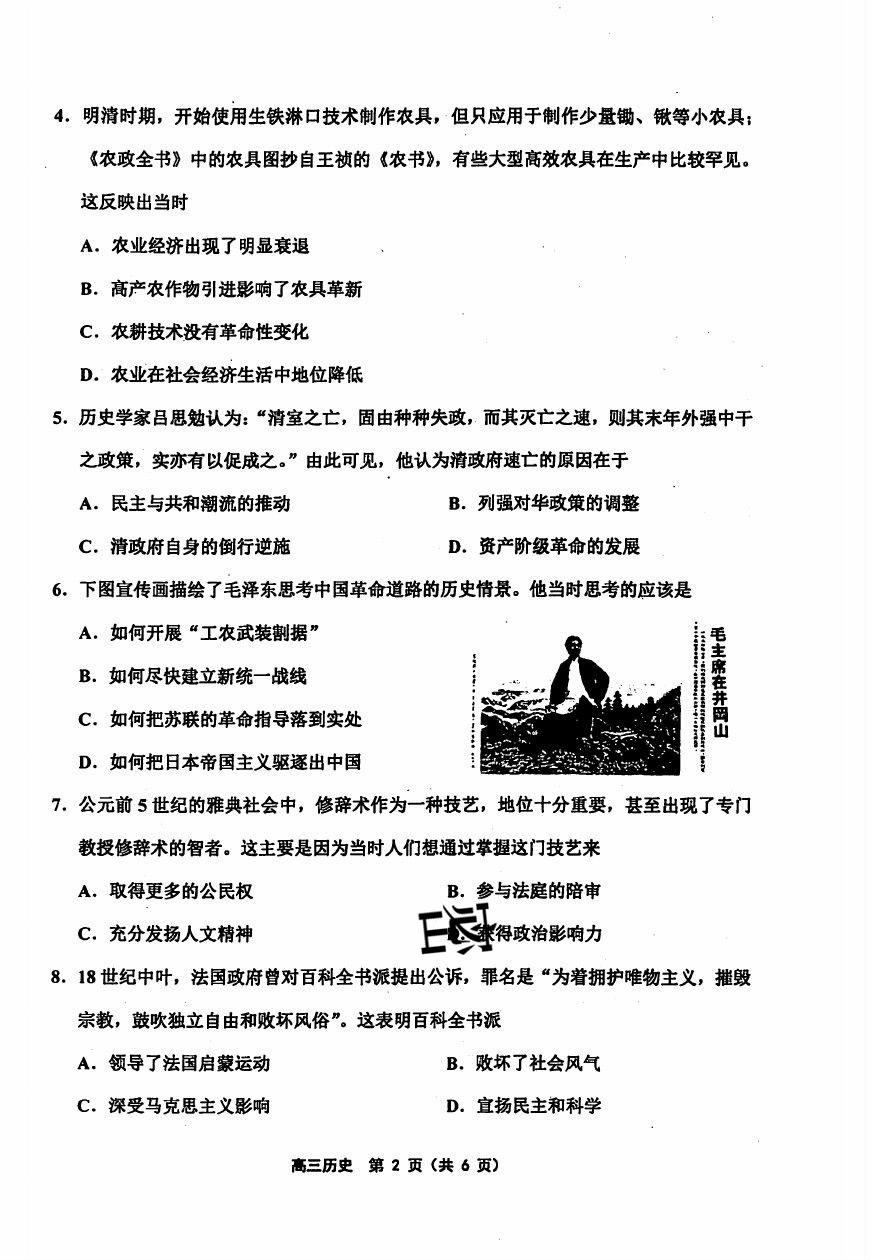 4．明清时期，开始使用生铁淋口技术制作农具，但只应用于制作少量锄、锹等小农具；
《农政全书》中的农具图抄自王祯的《农书》，有些大型高效农具在生产中比较罕见。
这反映出当时
A．农业经济出现了明显衰退
B．高产农作物引进影响了农具革新
C．农耕技术没有革命性变化
D．农业在社会经济生活中地位降低
5．历史学家吕思勉认为：“清室之亡，固由种种失政，而其灭亡之速，则其末年外强中干
之政策，实亦有以促成之。”由此可见，他认为清政府速亡的原因在于
A．民主与共和潮流的推动
B．列强对华政策的调整
C．清政府自身的倒行逆施
D．资产阶级革命的发展
6．下图宣传画描绘了毛泽东思考中国革命道路的历史情景。他当时思考的应该是
A．如何开展“工农武装割据”
B．如何尽快建立新统一战线
C．如何把苏联的革命指导落到实处
D．如何把日本帝国主义驱逐出中国
毛主席在井冈山
7．公元前5世纪的雅典社会中，修辞术作为一种技艺，地位十分重要，甚至出现了专门
教授修辞术的智者。这主要是因为当时人们想通过掌握这门技艺来
A．取得更多的公民权
B．参与法庭的陪审
C．充分发扬人文精神
D．获得政治影响力
8．18世纪中叶，法国政府曾对百科全书派提出公诉，罪名是“为着拥护唯物主义，摧毁
宗教，鼓吹独立自由和败坏风俗”。这表明百科全书派
A．领导了法国启蒙运动
B．败坏了社会风气
C．深受马克思主义影响
D．宣扬民主和科学
高三历史 第 2 页（共 6 页）